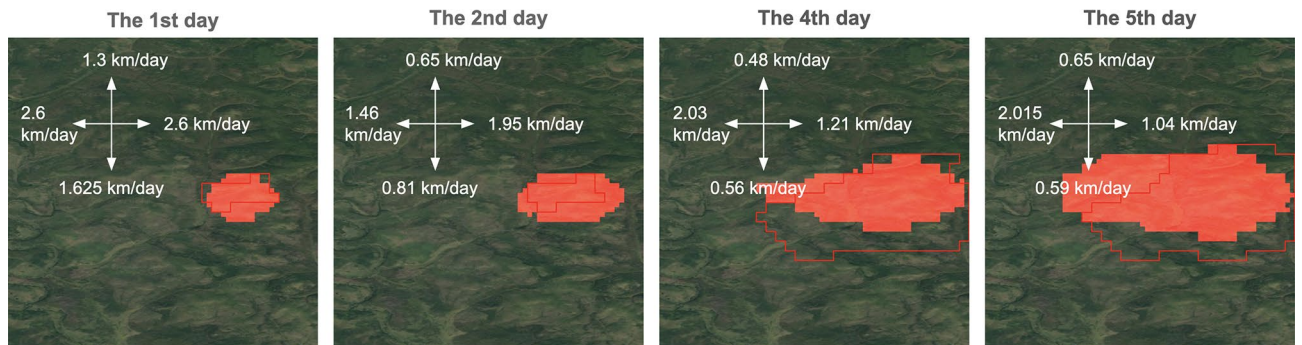 The 1st day
1.3 km/day
2.6
km/day
2.6 km/day
1.625 km/day
The 2nd day
0.65 km/day
1.46
km/day
1.95 km/day
0.81 km/day
The 4th day
0.48 km/day
2.03
km/day
1.21 km/day
0.56 km/day
The 5th day
0.65 km/day
2.015
km/day
1.04 km/day
0.59 km/day